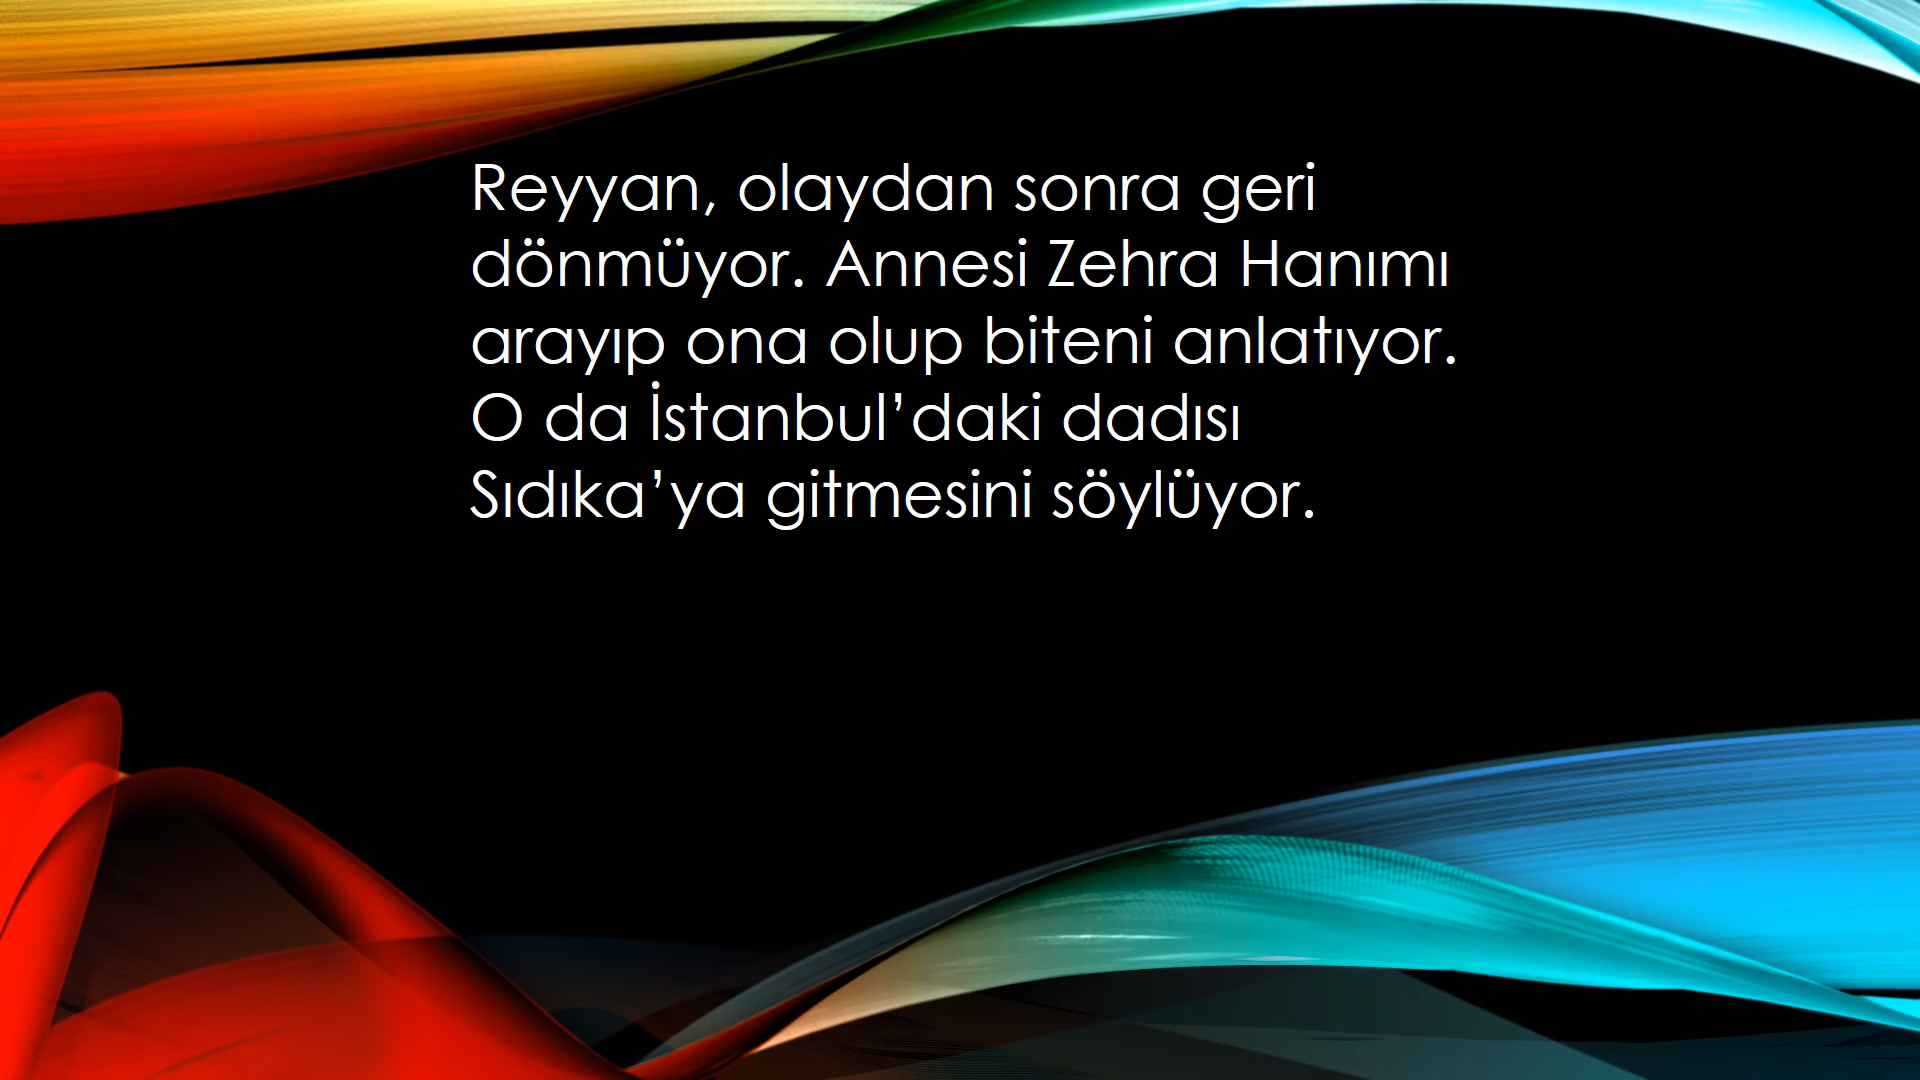 Reyyan, olaydan sonra geri
dönmüyor. Annesi Zehra Hanımı
arayıp ona olup biteni anlatıyor.
O da İstanbul’daki dadısı
Sıdıka’ya gitmesini söylüyor.